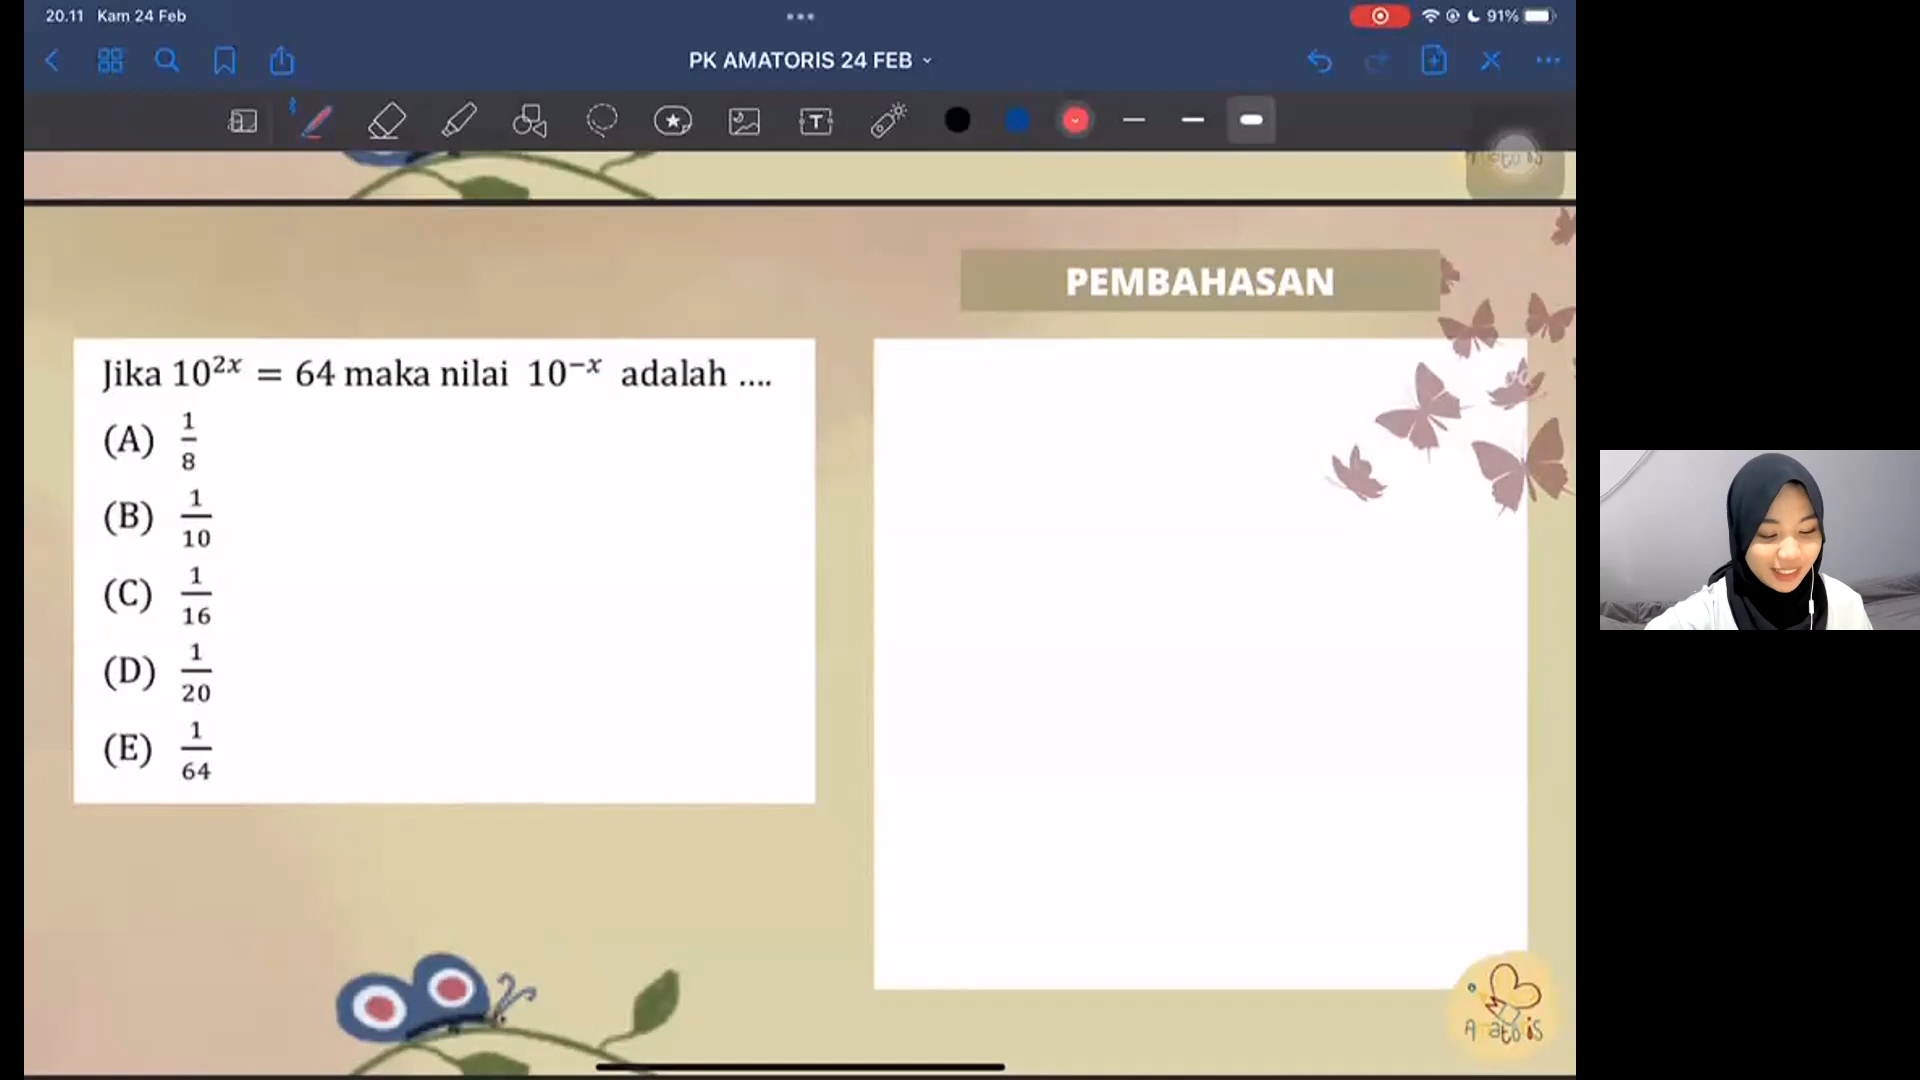 20.11 Kam 24 Feb
91%
PK AMATORIS 24 FEB
T
PEMBAHASAN
Jika 10^{2x} = 64 maka nilai 10^{−x} adalah ....
(A) 1/8
(B) 1/10
(C) 1/16
(D) 1/20
(E) 1/64
Amatoris